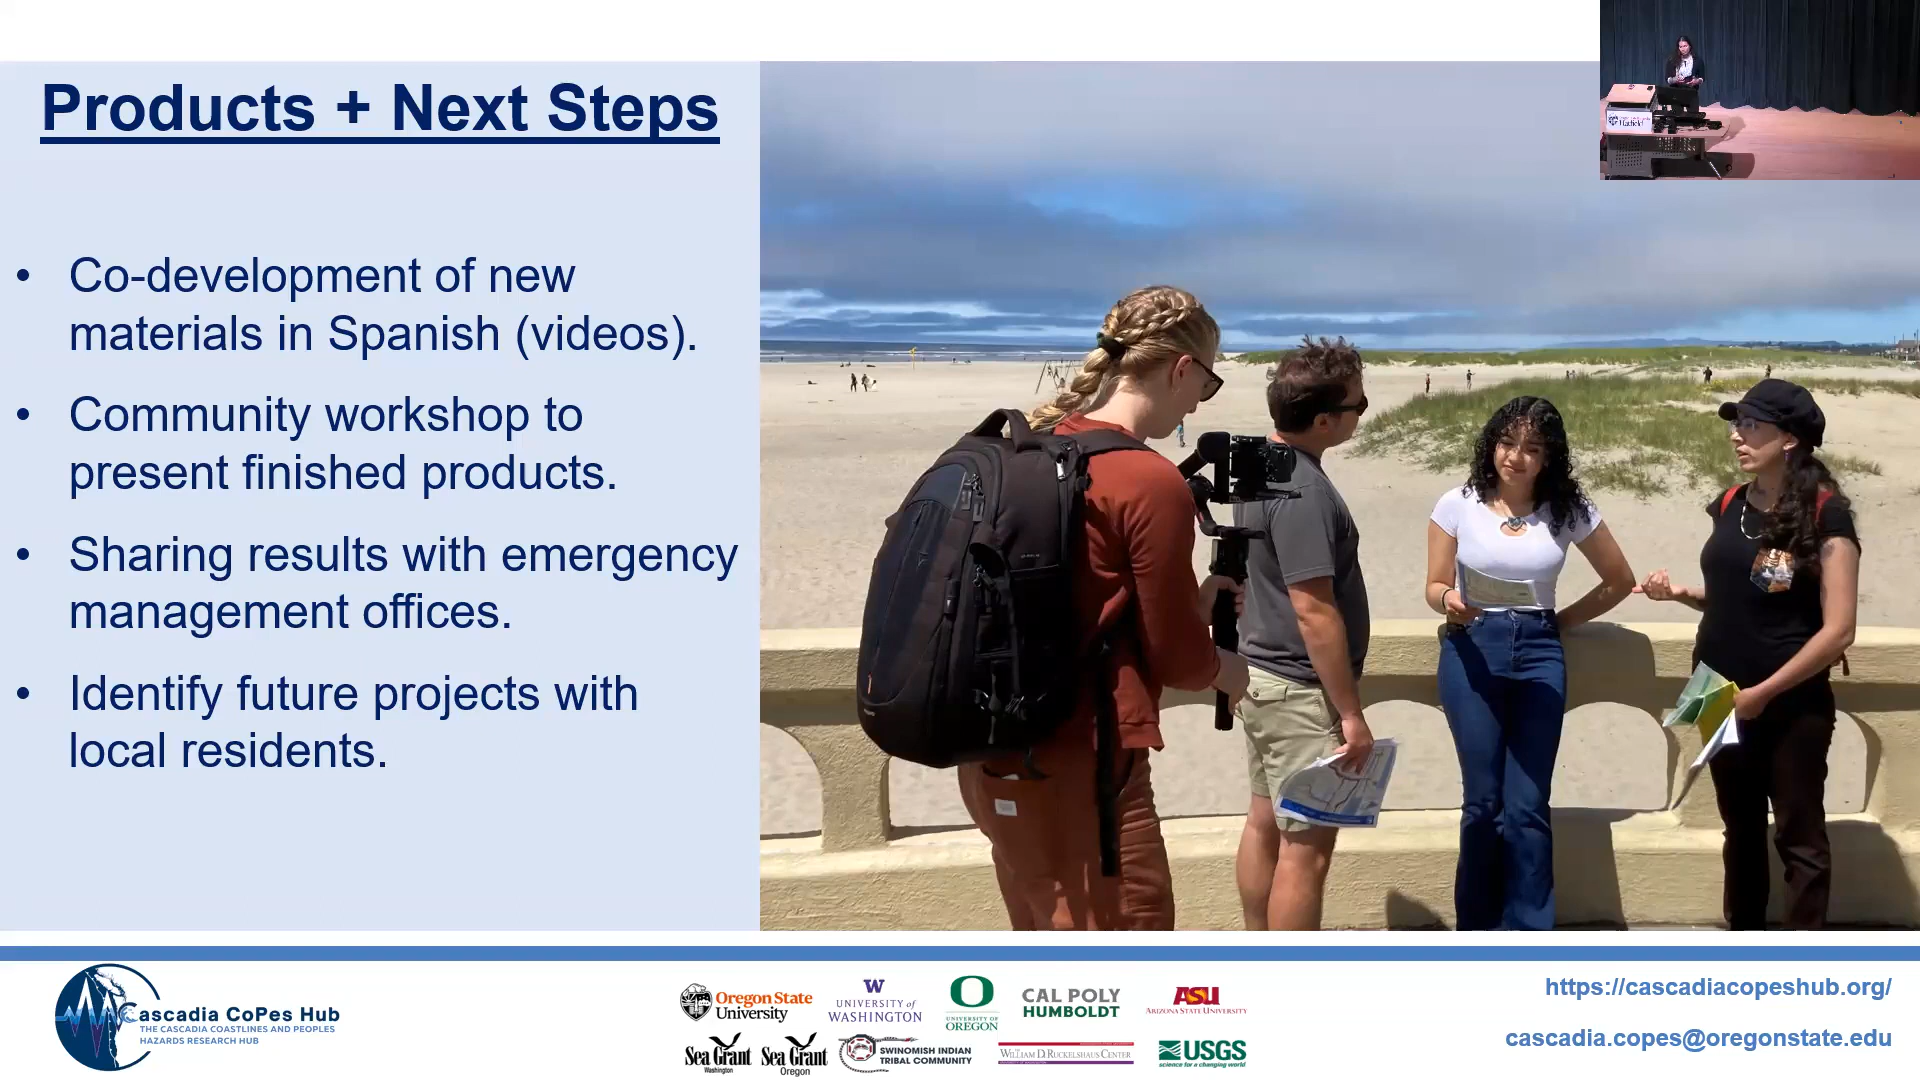 Products + Next Steps
• Co-development of new
materials in Spanish (videos).
• Community workshop to
present finished products.
• Sharing results with emergency
management offices.
• Identify future projects with
local residents.
Cascadia CoPes Hub
THE CASCADIA COASTLINES AND PEOPLES
HAZARDS RESEARCH HUB
Oregon State
University
W
UNIVERSITY of
WASHINGTON
O
UNIVERSITY OF
OREGON
CAL POLY
HUMBOLDT
ASU
ARIZONA STATE UNIVERSITY
Sea Grant
Washington
Sea Grant
Oregon
SWINOMISH INDIAN
TRIBAL COMMUNITY
WILLIAM D. RUCKELSHAUS CENTER
USGS
science for a changing world
https://cascadiacopeshub.org/
cascadia.copes@oregonstate.edu